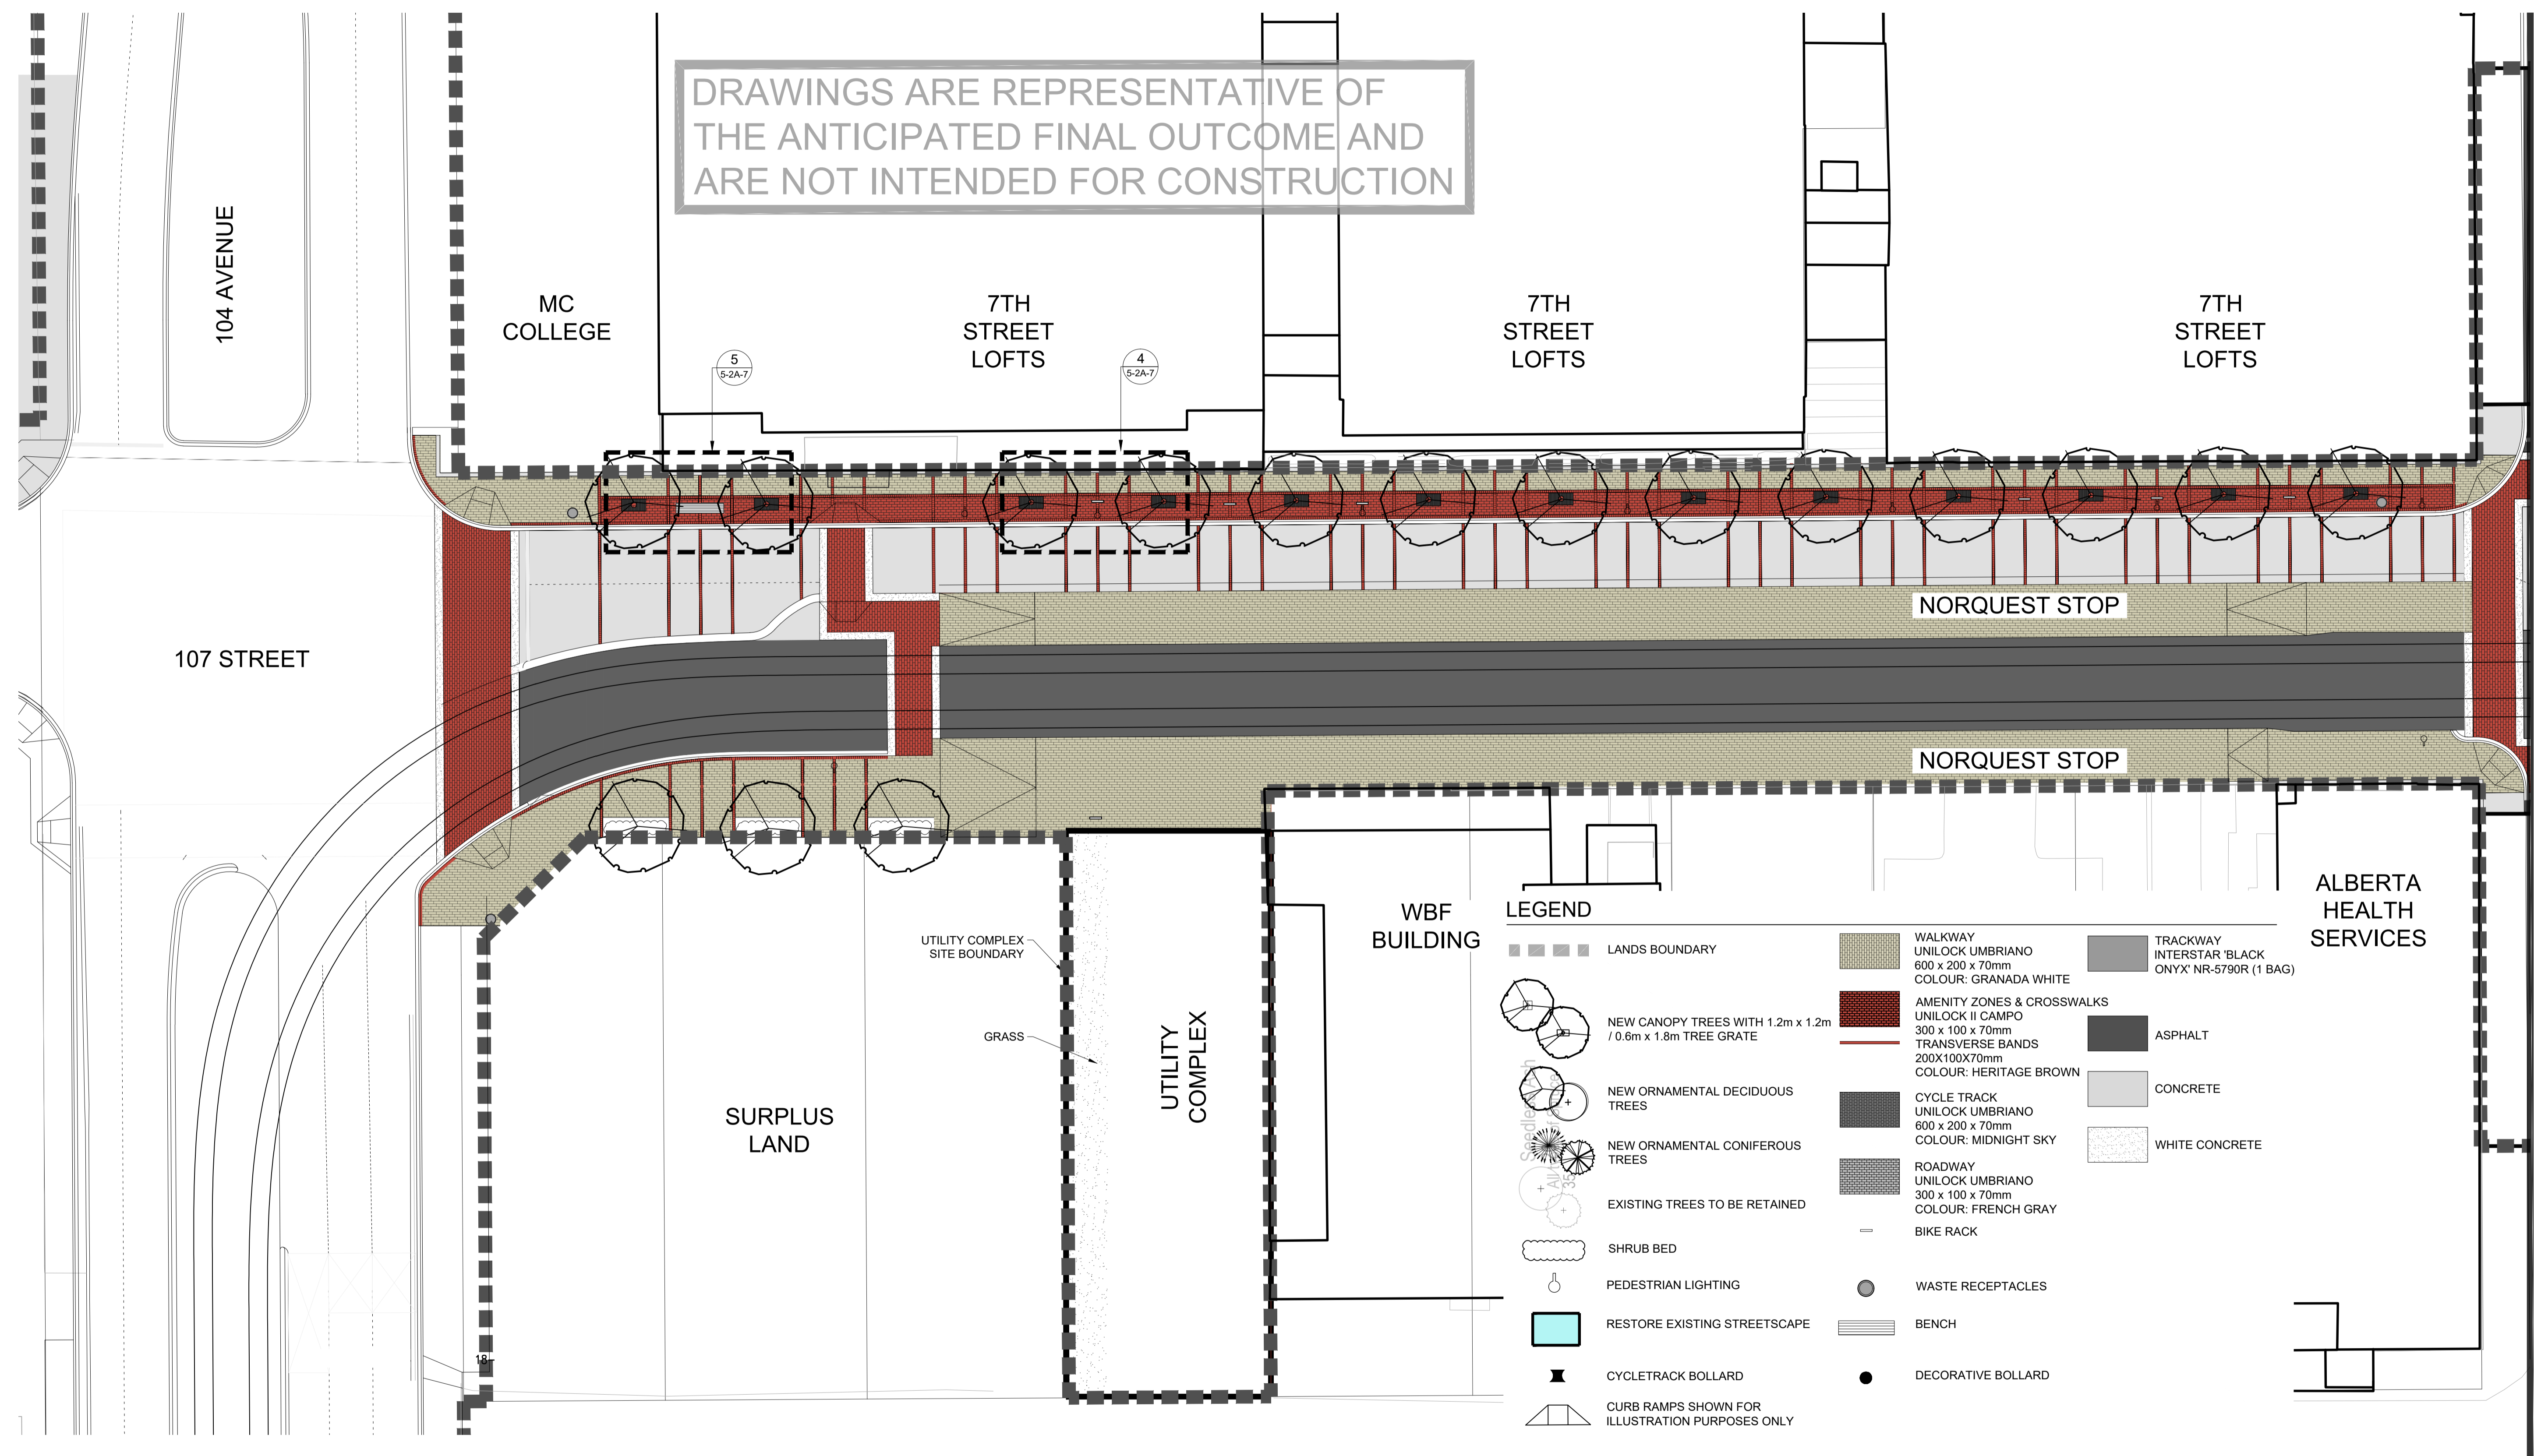 DRAWINGS ARE REPRESENTATIVE OF
THE ANTICIPATED FINAL OUTCOME AND
ARE NOT INTENDED FOR CONSTRUCTION
104 AVENUE
MC
COLLEGE
7TH
STREET
LOFTS
7TH
STREET
LOFTS
7TH
STREET
LOFTS
5
5-2A-7
4
5-2A-7
107 STREET
NORQUEST STOP
NORQUEST STOP
UTILITY COMPLEX
SITE BOUNDARY
GRASS
SURPLUS
LAND
UTILITY
COMPLEX
WBF
BUILDING
ALBERTA
HEALTH
SERVICES
18
LEGEND
LANDS BOUNDARY
NEW CANOPY TREES WITH 1.2m x 1.2m
/ 0.6m x 1.8m TREE GRATE
NEW ORNAMENTAL DECIDUOUS
TREES
NEW ORNAMENTAL CONIFEROUS
TREES
EXISTING TREES TO BE RETAINED
SHRUB BED
PEDESTRIAN LIGHTING
RESTORE EXISTING STREETSCAPE
CYCLETRACK BOLLARD
CURB RAMPS SHOWN FOR
ILLUSTRATION PURPOSES ONLY
WALKWAY
UNILOCK UMBRIANO
600 x 200 x 70mm
COLOUR: GRANADA WHITE
AMENITY ZONES & CROSSWALKS
UNILOCK II CAMPO
300 x 100 x 70mm
TRANSVERSE BANDS
200X100X70mm
COLOUR: HERITAGE BROWN
CYCLE TRACK
UNILOCK UMBRIANO
600 x 200 x 70mm
COLOUR: MIDNIGHT SKY
ROADWAY
UNILOCK UMBRIANO
300 x 100 x 70mm
COLOUR: FRENCH GRAY
BIKE RACK
WASTE RECEPTACLES
BENCH
DECORATIVE BOLLARD
TRACKWAY
INTERSTAR 'BLACK
ONYX' NR-5790R (1 BAG)
ASPHALT
CONCRETE
WHITE CONCRETE